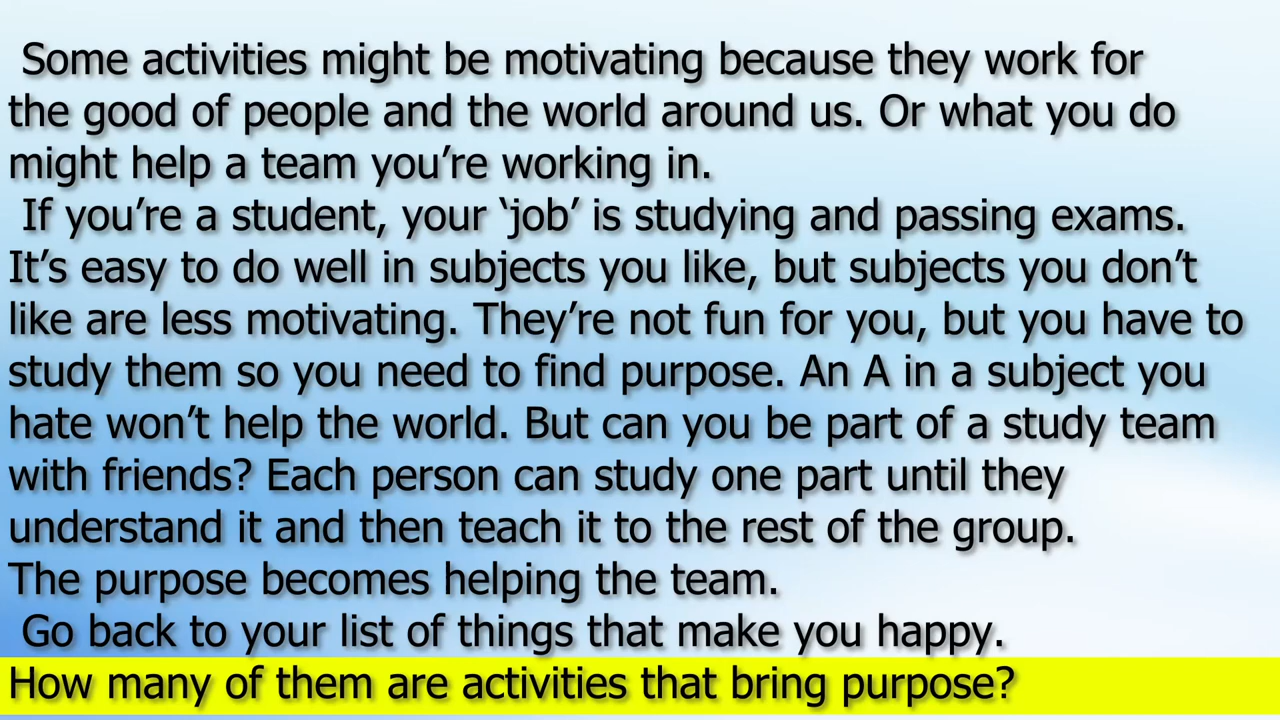 Some activities might be motivating because they work for
the good of people and the world around us. Or what you do
might help a team you’re working in.
If you’re a student, your ‘job’ is studying and passing exams.
It’s easy to do well in subjects you like, but subjects you don’t
like are less motivating. They’re not fun for you, but you have to
study them so you need to find purpose. An A in a subject you
hate won’t help the world. But can you be part of a study team
with friends? Each person can study one part until they
understand it and then teach it to the rest of the group.
The purpose becomes helping the team.
Go back to your list of things that make you happy.
How many of them are activities that bring purpose?